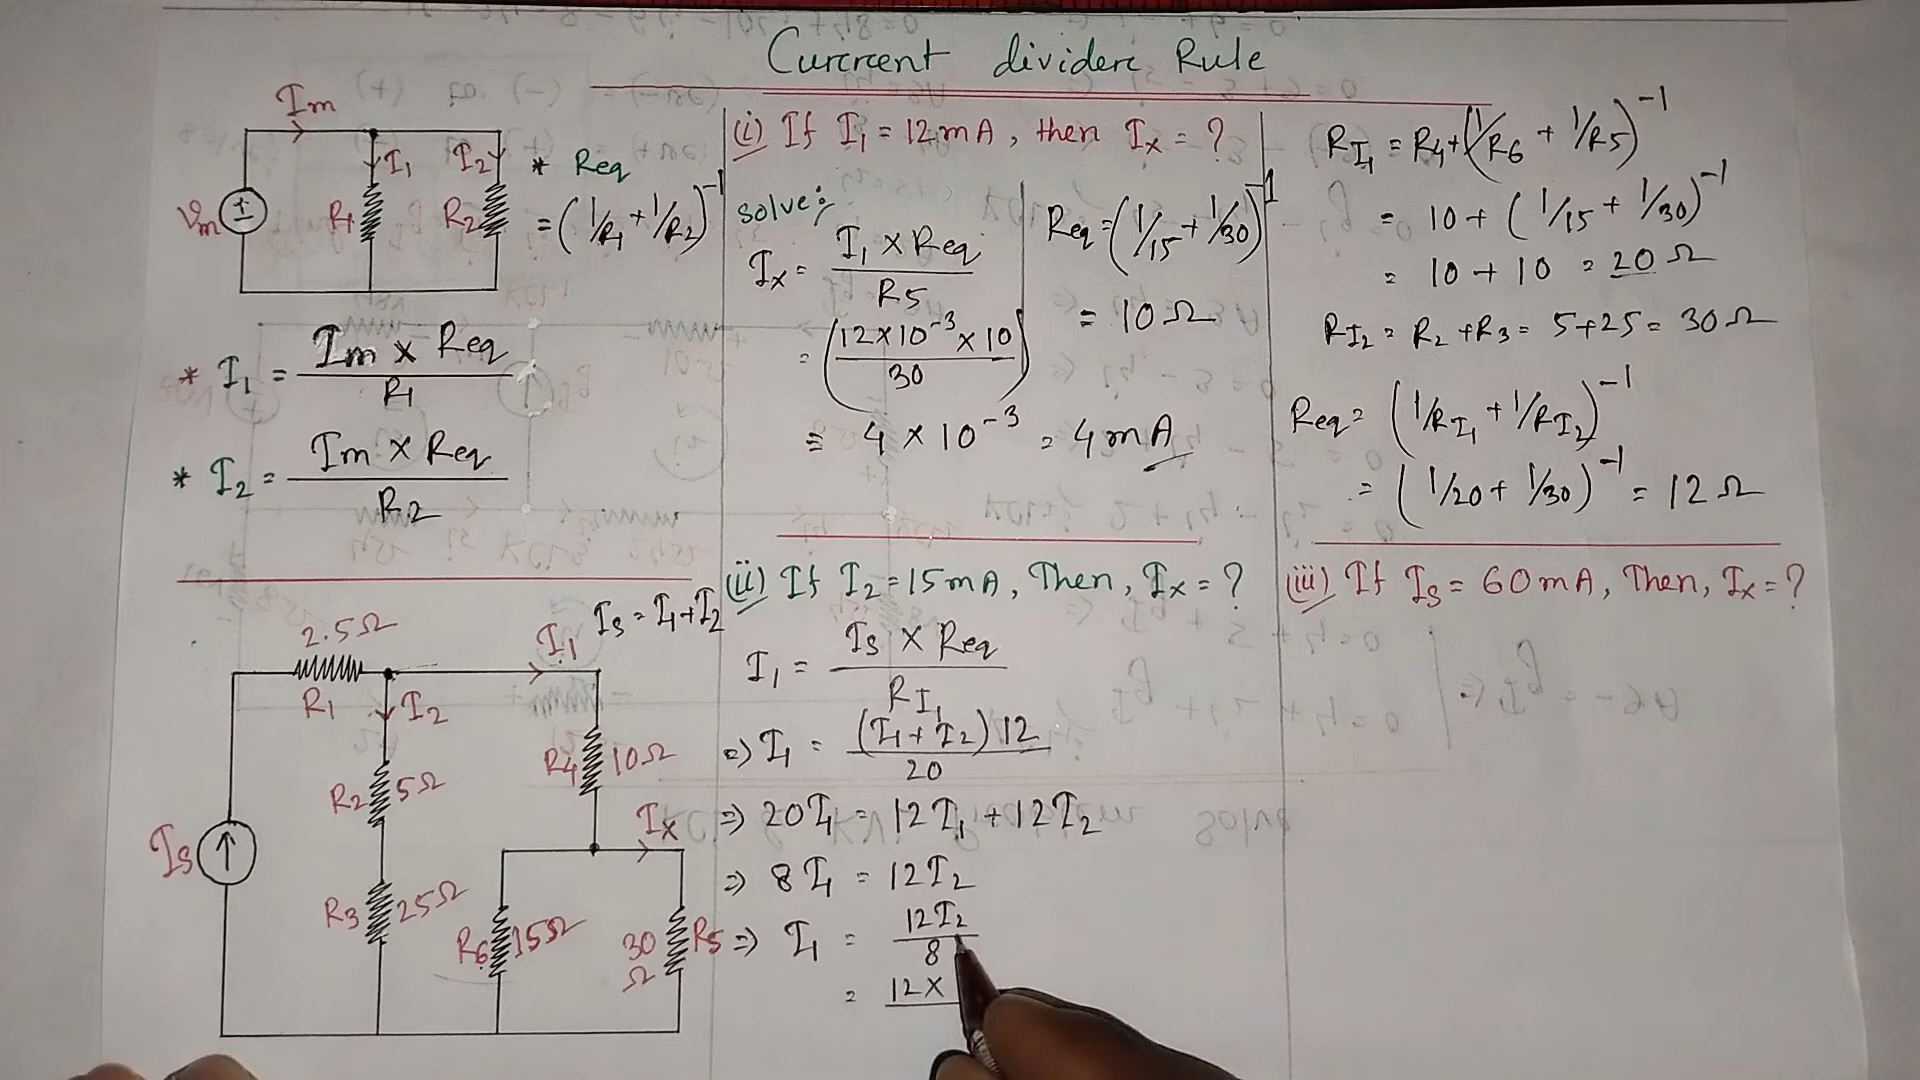 Current divider Rule
Im
I₁
I₂
Vm
R₁
R₂
* Req
= (1/R₁ + 1/R₂)⁻¹
* I₁ = Im × Req / R₁
* I₂ = Im × Req / R₂
Is = I₁ + I₂
2.5Ω
R₁
I₁
I₂
R₄ 10Ω
R₂ 5Ω
Ix
Is
R₃ 25Ω
R₆ 15Ω
30 Ω R₅
(i) If I₁ = 12mA, then Ix = ?
solve:
Ix = I₁ × Req / R5
= (12×10⁻³ × 10 / 30)
= 4 × 10⁻³ = 4mA
Req = (1/15 + 1/30)⁻¹
= 10Ω
R_I₁ = R4 + (1/R6 + 1/R5)⁻¹
= 10 + (1/15 + 1/30)⁻¹
= 10 + 10 = 20Ω
R_I₂ = R₂ + R₃ = 5+25 = 30Ω
Req = (1/R_I₁ + 1/R_I₂)⁻¹
= (1/20 + 1/30)⁻¹ = 12Ω
(ii) If I₂ = 15mA, Then, Ix = ?
I₁ = Is × Req / R_I₁
⇒ I₁ = (I₁ + I₂)12 / 20
⇒ 20I₁ = 12I₁ + 12I₂
⇒ 8I₁ = 12I₂
⇒ I₁ = 12I₂ / 8
= 12×
(iii) If Is = 60mA, Then, Ix = ?